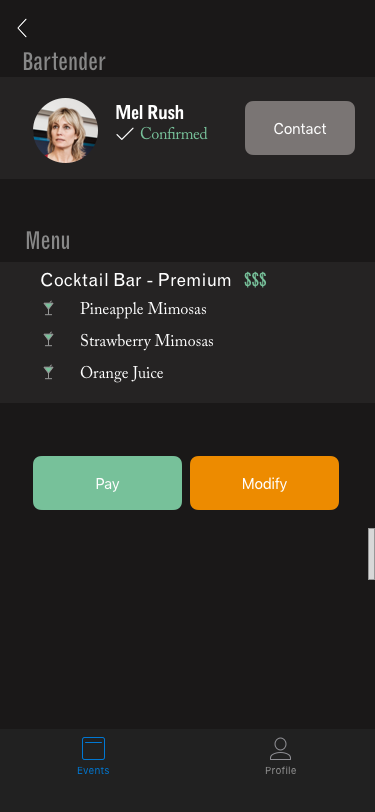 Bartender
Mel Rush
Confirmed
Contact
Menu
Cocktail Bar - Premium $$$
Pineapple Mimosas
Strawberry Mimosas
Orange Juice
Pay
Modify
Events
Profile